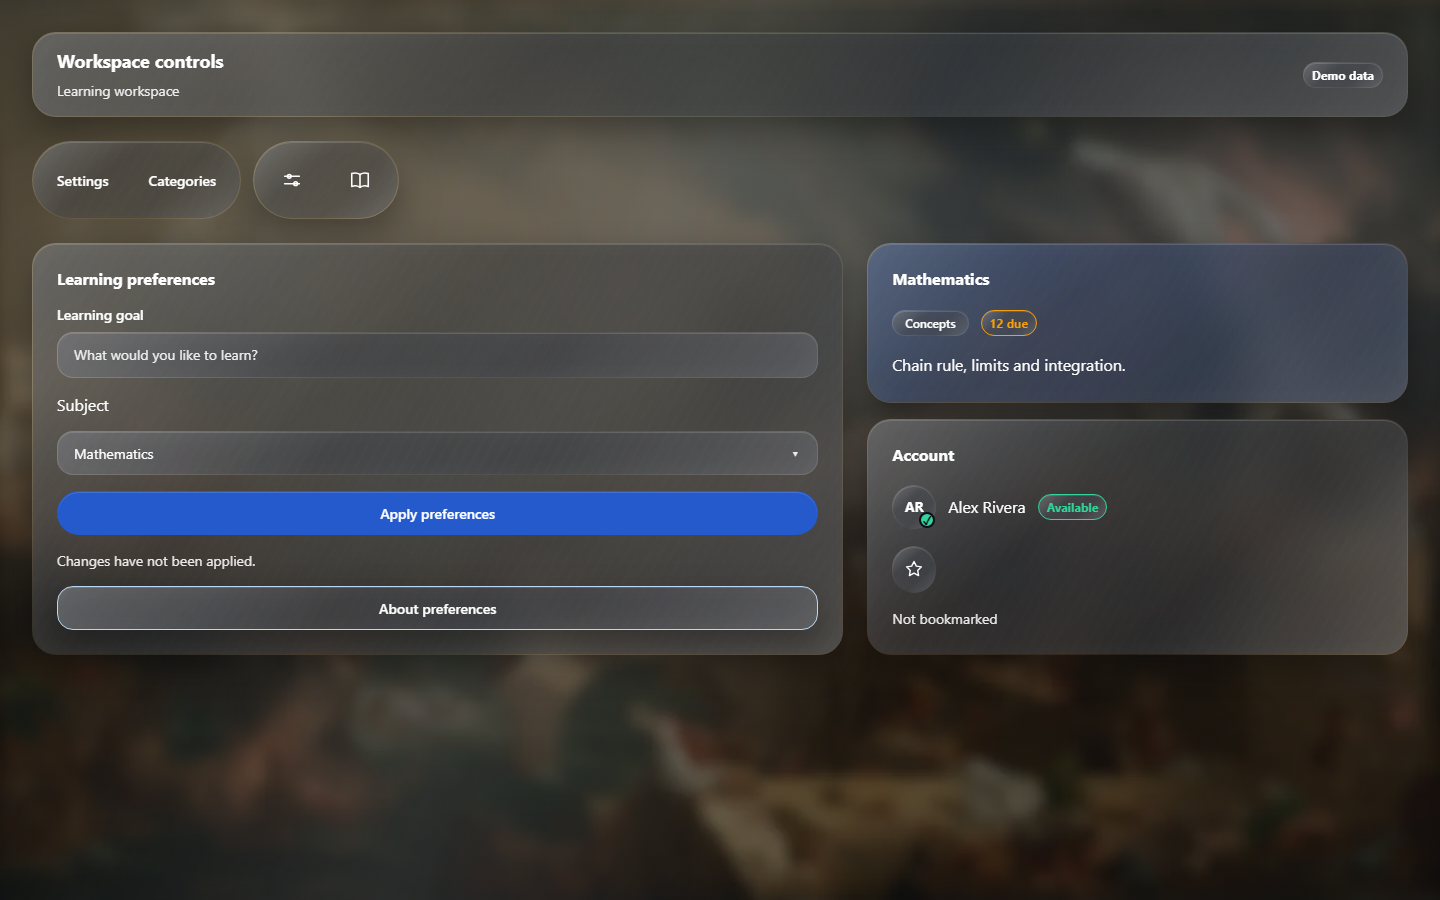 Workspace controls
Learning workspace
Demo data
Settings
Categories
Learning preferences
Learning goal
What would you like to learn?
Subject
Mathematics
Apply preferences
Changes have not been applied.
About preferences
Mathematics
Concepts
12 due
Chain rule, limits and integration.
Account
AR
Alex Rivera
Available
Not bookmarked